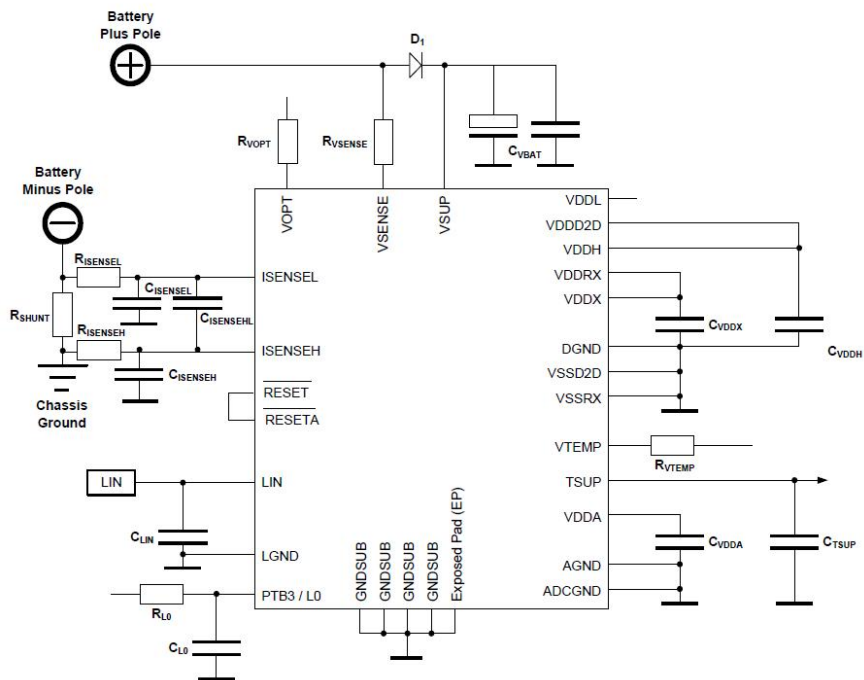 Battery
Plus Pole
D1
RVOPT
RVSENSE
CVBAT
Battery
Minus Pole
VOPT
VSENSE
VSUP
VDDL
VDDD2D
VDDH
VDDRX
VDDX
DGND
VSSD2D
VSSRX
VTEMP
TSUP
VDDA
AGND
ADCGND
RISENSEL
CISENSEL
CISENSEHL
RSHUNT
RISENSEH
CISENSEH
Chassis
Ground
ISENSEL
ISENSEH
RESET
RESETA
LIN
LIN
CLIN
LGND
PTB3 / L0
RL0
CL0
GNDSUB
GNDSUB
GNDSUB
GNDSUB
Exposed Pad (EP)
CVDDX
CVDDH
RVTEMP
CVDDA
CTSUP